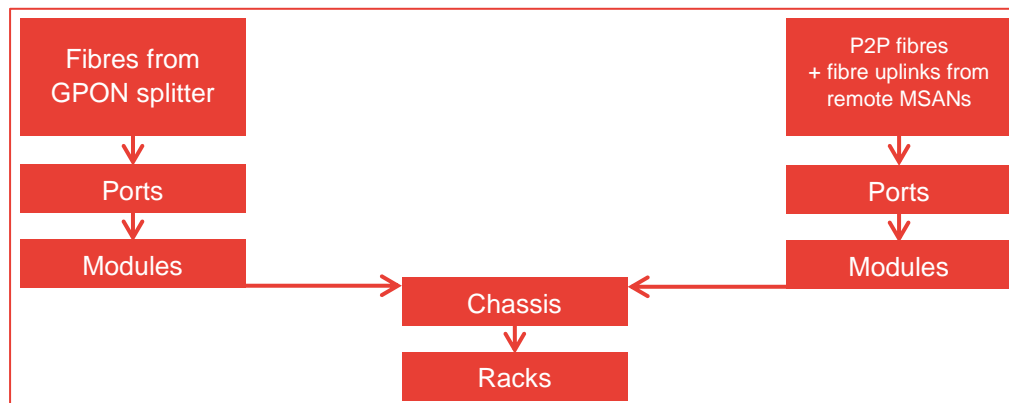 Fibres from
GPON splitter
P2P fibres
+ fibre uplinks from
remote MSANs
Ports
Ports
Modules
Modules
Chassis
Racks